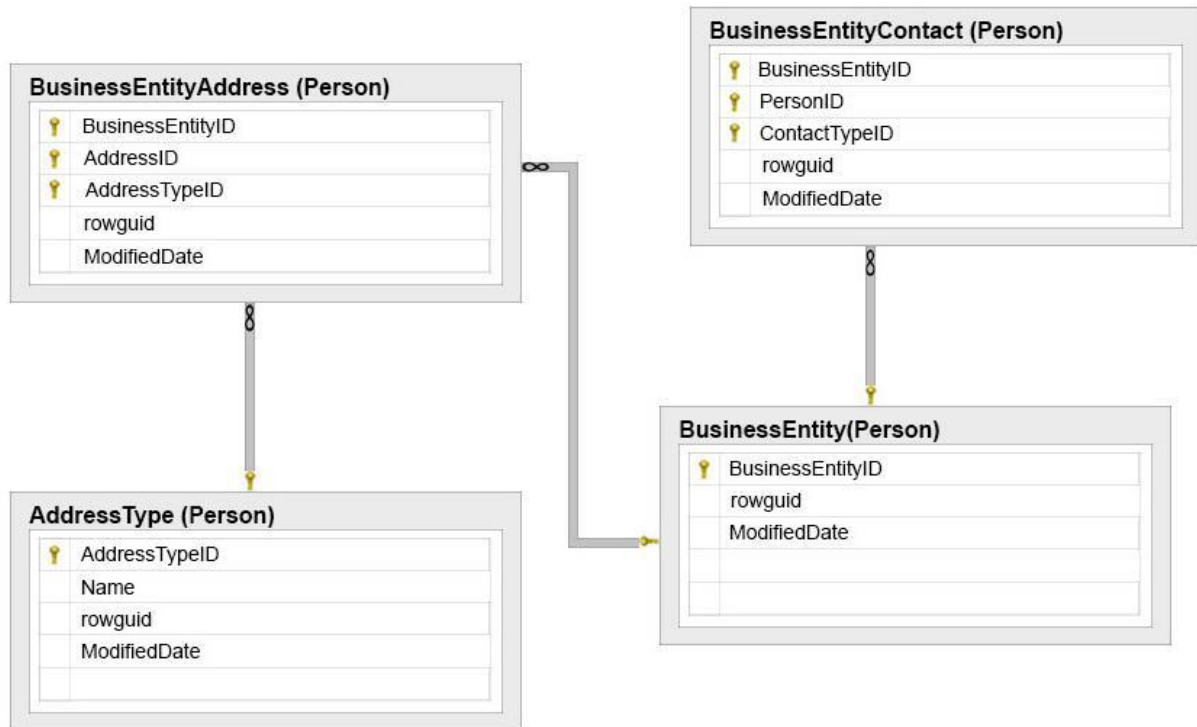 BusinessEntityContact (Person)
BusinessEntityID
PersonID
ContactTypeID
rowguid
ModifiedDate
BusinessEntityAddress (Person)
BusinessEntityID
AddressID
AddressTypeID
rowguid
ModifiedDate
BusinessEntity(Person)
BusinessEntityID
rowguid
ModifiedDate
AddressType (Person)
AddressTypeID
Name
rowguid
ModifiedDate